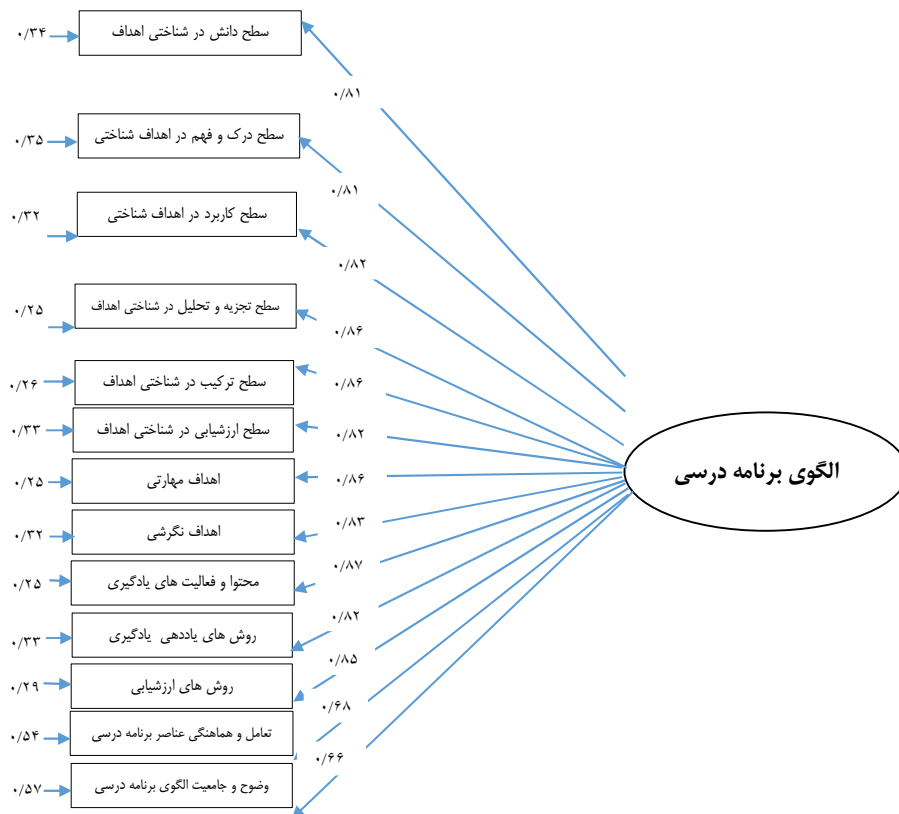 سطح دانش در شناختی اهداف
۰/۳۴
۰/۸۱
سطح درک و فهم در اهداف شناختی
۰/۳۵
۰/۸۱
سطح کاربرد در اهداف شناختی
۰/۳۲
۰/۸۲
سطح تجزیه و تحلیل در شناختی اهداف
۰/۲۵
۰/۸۶
سطح ترکیب در شناختی اهداف
۰/۲۶
۰/۸۶
سطح ارزشیابی در شناختی اهداف
۰/۳۳
۰/۸۲
الگوی برنامه درسی
اهداف مهارتی
۰/۲۵
۰/۸۶
اهداف نگرشی
۰/۳۲
۰/۸۳
محتوا و فعالیت های یادگیری
۰/۲۵
۰/۸۷
روش های یاددهی یادگیری
۰/۳۳
۰/۸۲
روش های ارزشیابی
۰/۲۹
۰/۸۵
تعامل و هماهنگی عناصر برنامه درسی
۰/۵۴
۰/۶۸
وضوح و جامعیت الگوی برنامه درسی
۰/۵۷
۰/۶۶